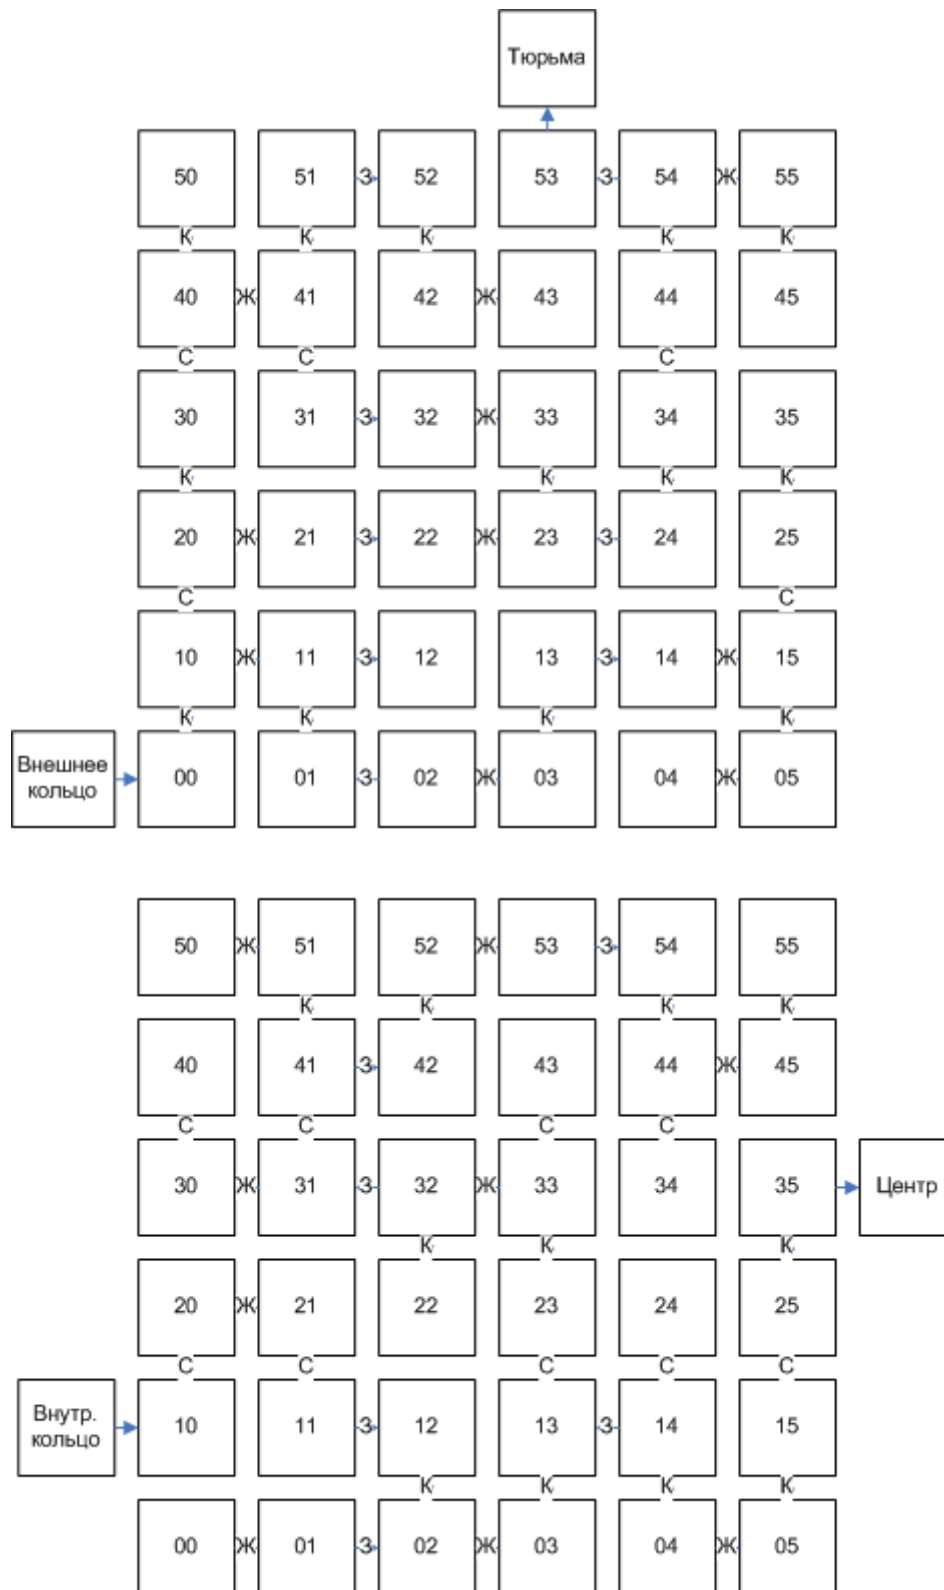 Тюрьма
50 51 З 52 53 З 54 Ж 55
К К К К К
40 Ж 41 42 Ж 43 44 45
С С С
30 31 З 32 Ж 33 34 35
К К К К
20 Ж 21 З 22 Ж 23 З 24 25
С С
10 Ж 11 З 12 13 З 14 Ж 15
К К К К
Внешнее
кольцо
00 01 З 02 Ж 03 04 Ж 05
50 Ж 51 52 Ж 53 З 54 55
К К К К
40 41 З 42 43 44 Ж 45
С С С С
30 Ж 31 З 32 Ж 33 34 35 Центр
К К К
20 Ж 21 22 23 24 25
С С С С С
Внутр.
кольцо
10 11 З 12 13 З 14 15
К К К К
00 Ж 01 З 02 Ж 03 04 Ж 05